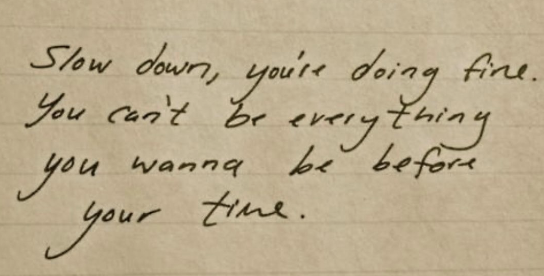 Slow down, you're doing fine.
You can't be everything
you wanna be before
your time.